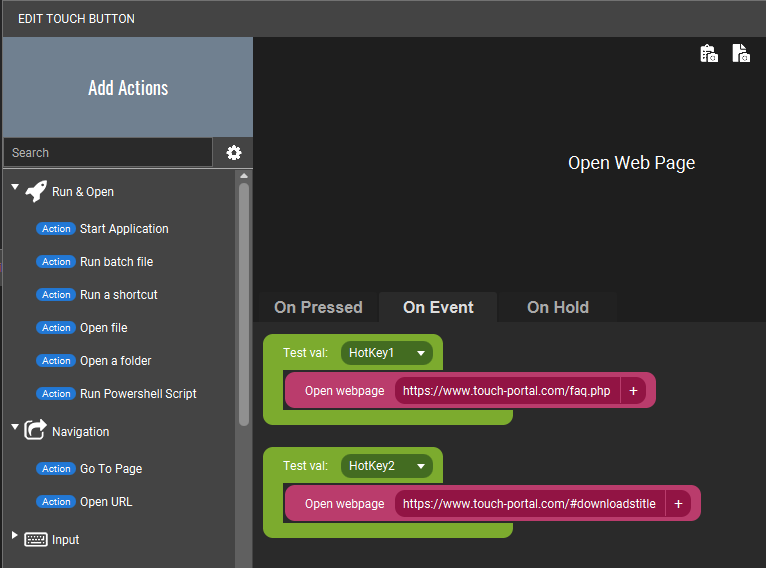 EDIT TOUCH BUTTON
Add Actions
Search
Run & Open
Action Start Application
Action Run batch file
Action Run a shortcut
Action Open file
Action Open a folder
Action Run Powershell Script
Navigation
Action Go To Page
Action Open URL
Input
Open Web Page
On Pressed On Event On Hold
Test val: HotKey1
Open webpage https://www.touch-portal.com/faq.php +
Test val: HotKey2
Open webpage https://www.touch-portal.com/#downloadstitle +